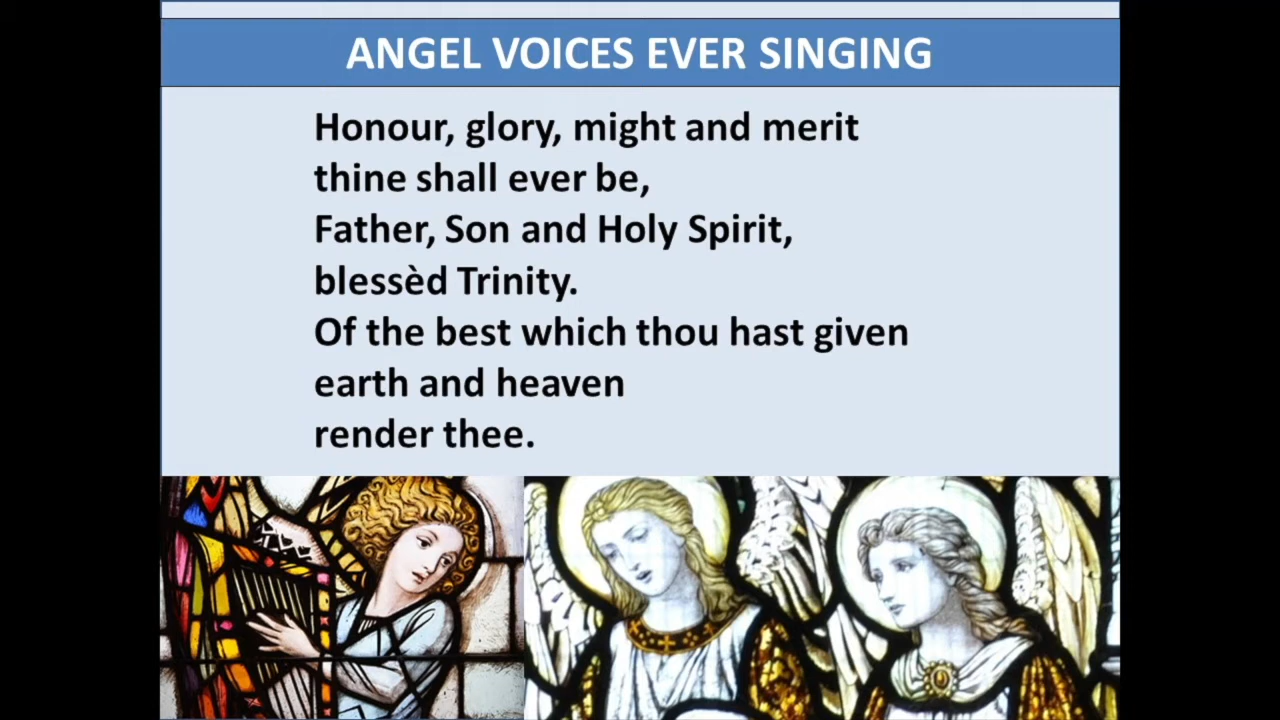 ANGEL VOICES EVER SINGING
Honour, glory, might and merit
thine shall ever be,
Father, Son and Holy Spirit,
blessèd Trinity.
Of the best which thou hast given
earth and heaven
render thee.